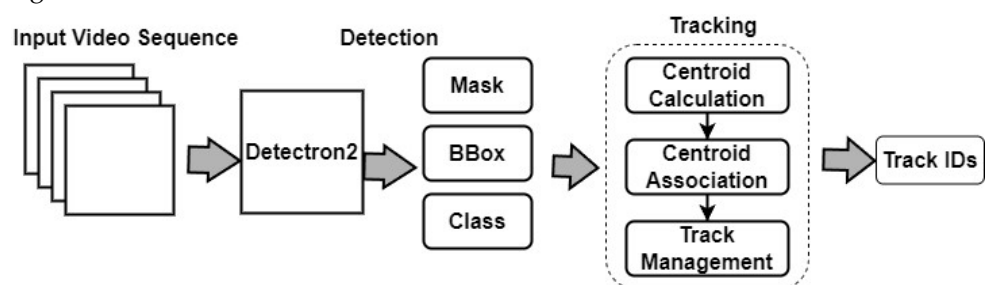 Input Video Sequence
Detection
Tracking
Detectron2
Mask
BBox
Class
Centroid
Calculation
Centroid
Association
Track
Management
Track IDs